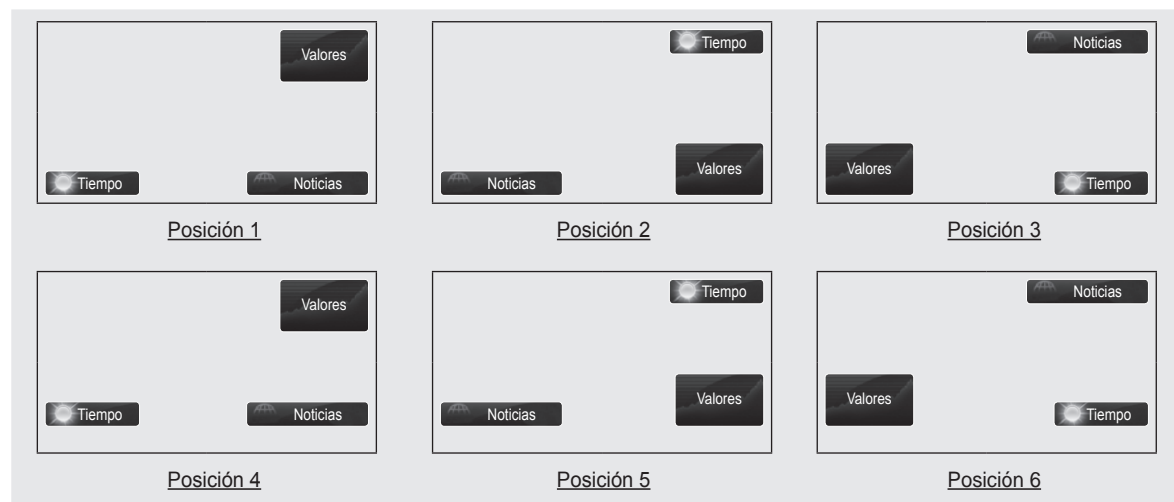 Valores
Tiempo
Noticias
Posición 1
Tiempo
Noticias
Valores
Posición 2
Noticias
Valores
Tiempo
Posición 3
Valores
Tiempo
Noticias
Posición 4
Tiempo
Noticias
Valores
Posición 5
Noticias
Valores
Tiempo
Posición 6